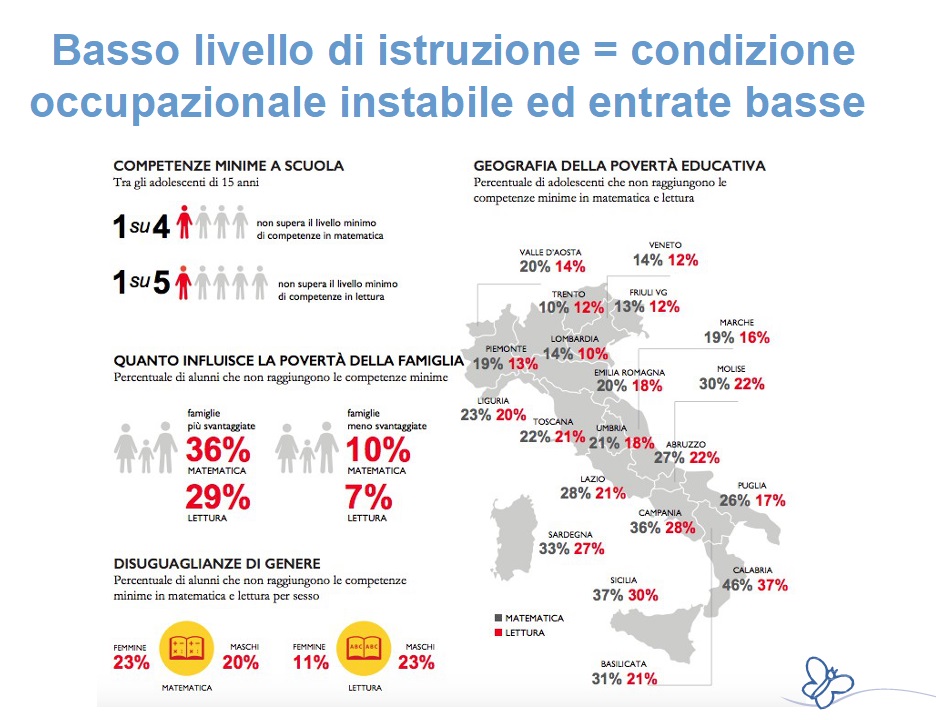 Basso livello di istruzione = condizione
occupazionale instabile ed entrate basse
COMPETENZE MINIME A SCUOLA
Tra gli adolescenti di 15 anni
1 su 4
non supera il livello minimo
di competenze in matematica
1 su 5
non supera il livello minimo
di competenze in lettura
QUANTO INFLUISCE LA POVERTÀ DELLA FAMIGLIA
Percentuale di alunni che non raggiungono le competenze minime
famiglie
più svantaggiate
36%
MATEMATICA
29%
LETTURA
famiglie
meno svantaggiate
10%
MATEMATICA
7%
LETTURA
DISUGUAGLIANZE DI GENERE
Percentuale di alunni che non raggiungono le competenze
minime in matematica e lettura per sesso
FEMMINE
23%
MASCHI
20%
MATEMATICA
FEMMINE
11%
ABC ABC
MASCHI
23%
LETTURA
GEOGRAFIA DELLA POVERTÀ EDUCATIVA
Percentuale di adolescenti che non raggiungono le
competenze minime in matematica e lettura
VALLE D'AOSTA
20% 14%
VENETO
14% 12%
TRENTO
10% 12%
FRIULI VG
13% 12%
MARCHE
19% 16%
PIEMONTE
19% 13%
LOMBARDIA
14% 10%
EMILIA ROMAGNA
20% 18%
MOLISE
30% 22%
LIGURIA
23% 20%
TOSCANA
22% 21%
UMBRIA
21% 18%
ABRUZZO
27% 22%
LAZIO
28% 21%
PUGLIA
26% 17%
CAMPANIA
36% 28%
SARDEGNA
33% 27%
CALABRIA
46% 37%
SICILIA
37% 30%
MATEMATICA
LETTURA
BASILICATA
31% 21%